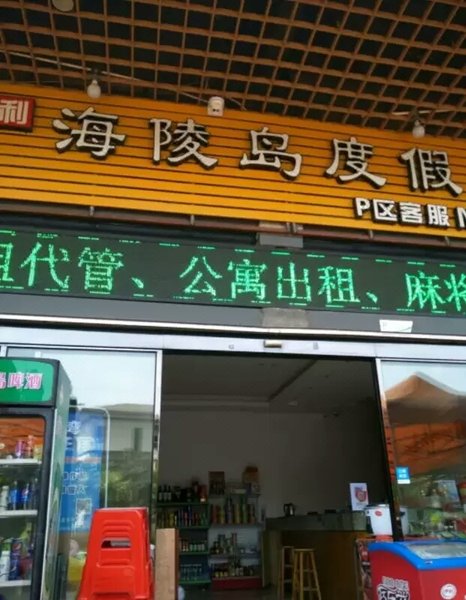 利
海陵岛度假
P区客服
租代管、公寓出租、麻将
啤酒